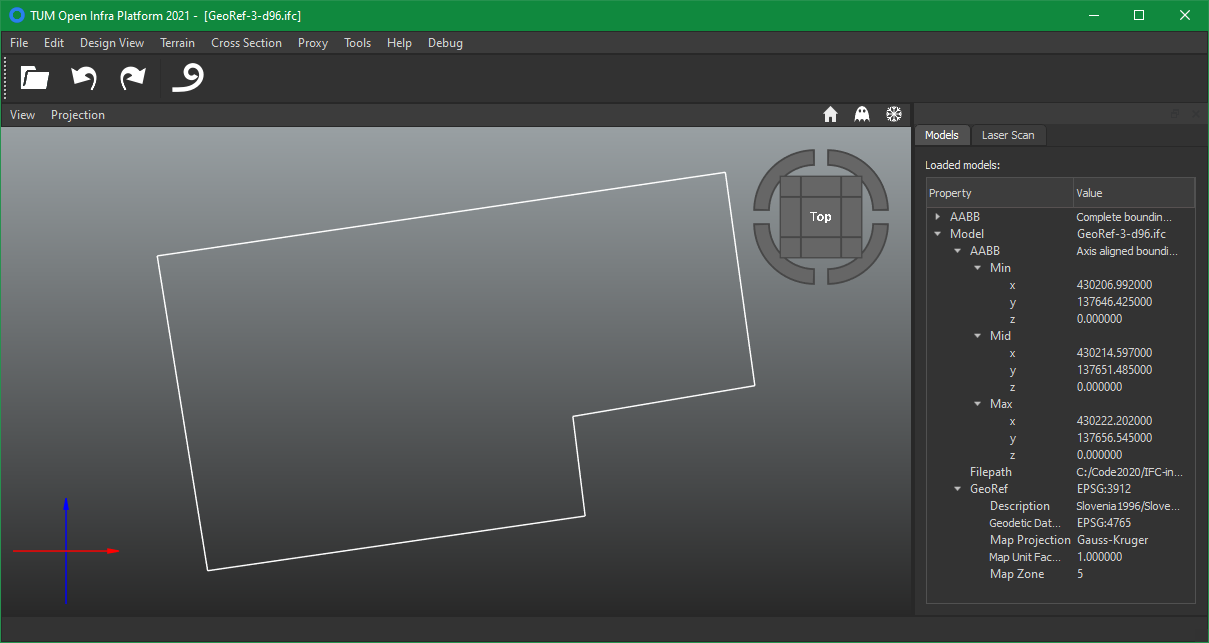 TUM Open Infra Platform 2021 - [GeoRef-3-d96.ifc]
File Edit Design View Terrain Cross Section Proxy Tools Help Debug
View Projection
Top
Models Laser Scan
Loaded models:
Property Value
AABB Complete boundin...
Model GeoRef-3-d96.ifc
AABB Axis aligned boundi...
Min
x 430206.992000
y 137646.425000
z 0.000000
Mid
x 430214.597000
y 137651.485000
z 0.000000
Max
x 430222.202000
y 137656.545000
z 0.000000
Filepath C:/Code2020/IFC-in...
GeoRef EPSG:3912
Description Slovenia1996/Slove...
Geodetic Dat... EPSG:4765
Map Projection Gauss-Kruger
Map Unit Fac... 1.000000
Map Zone 5